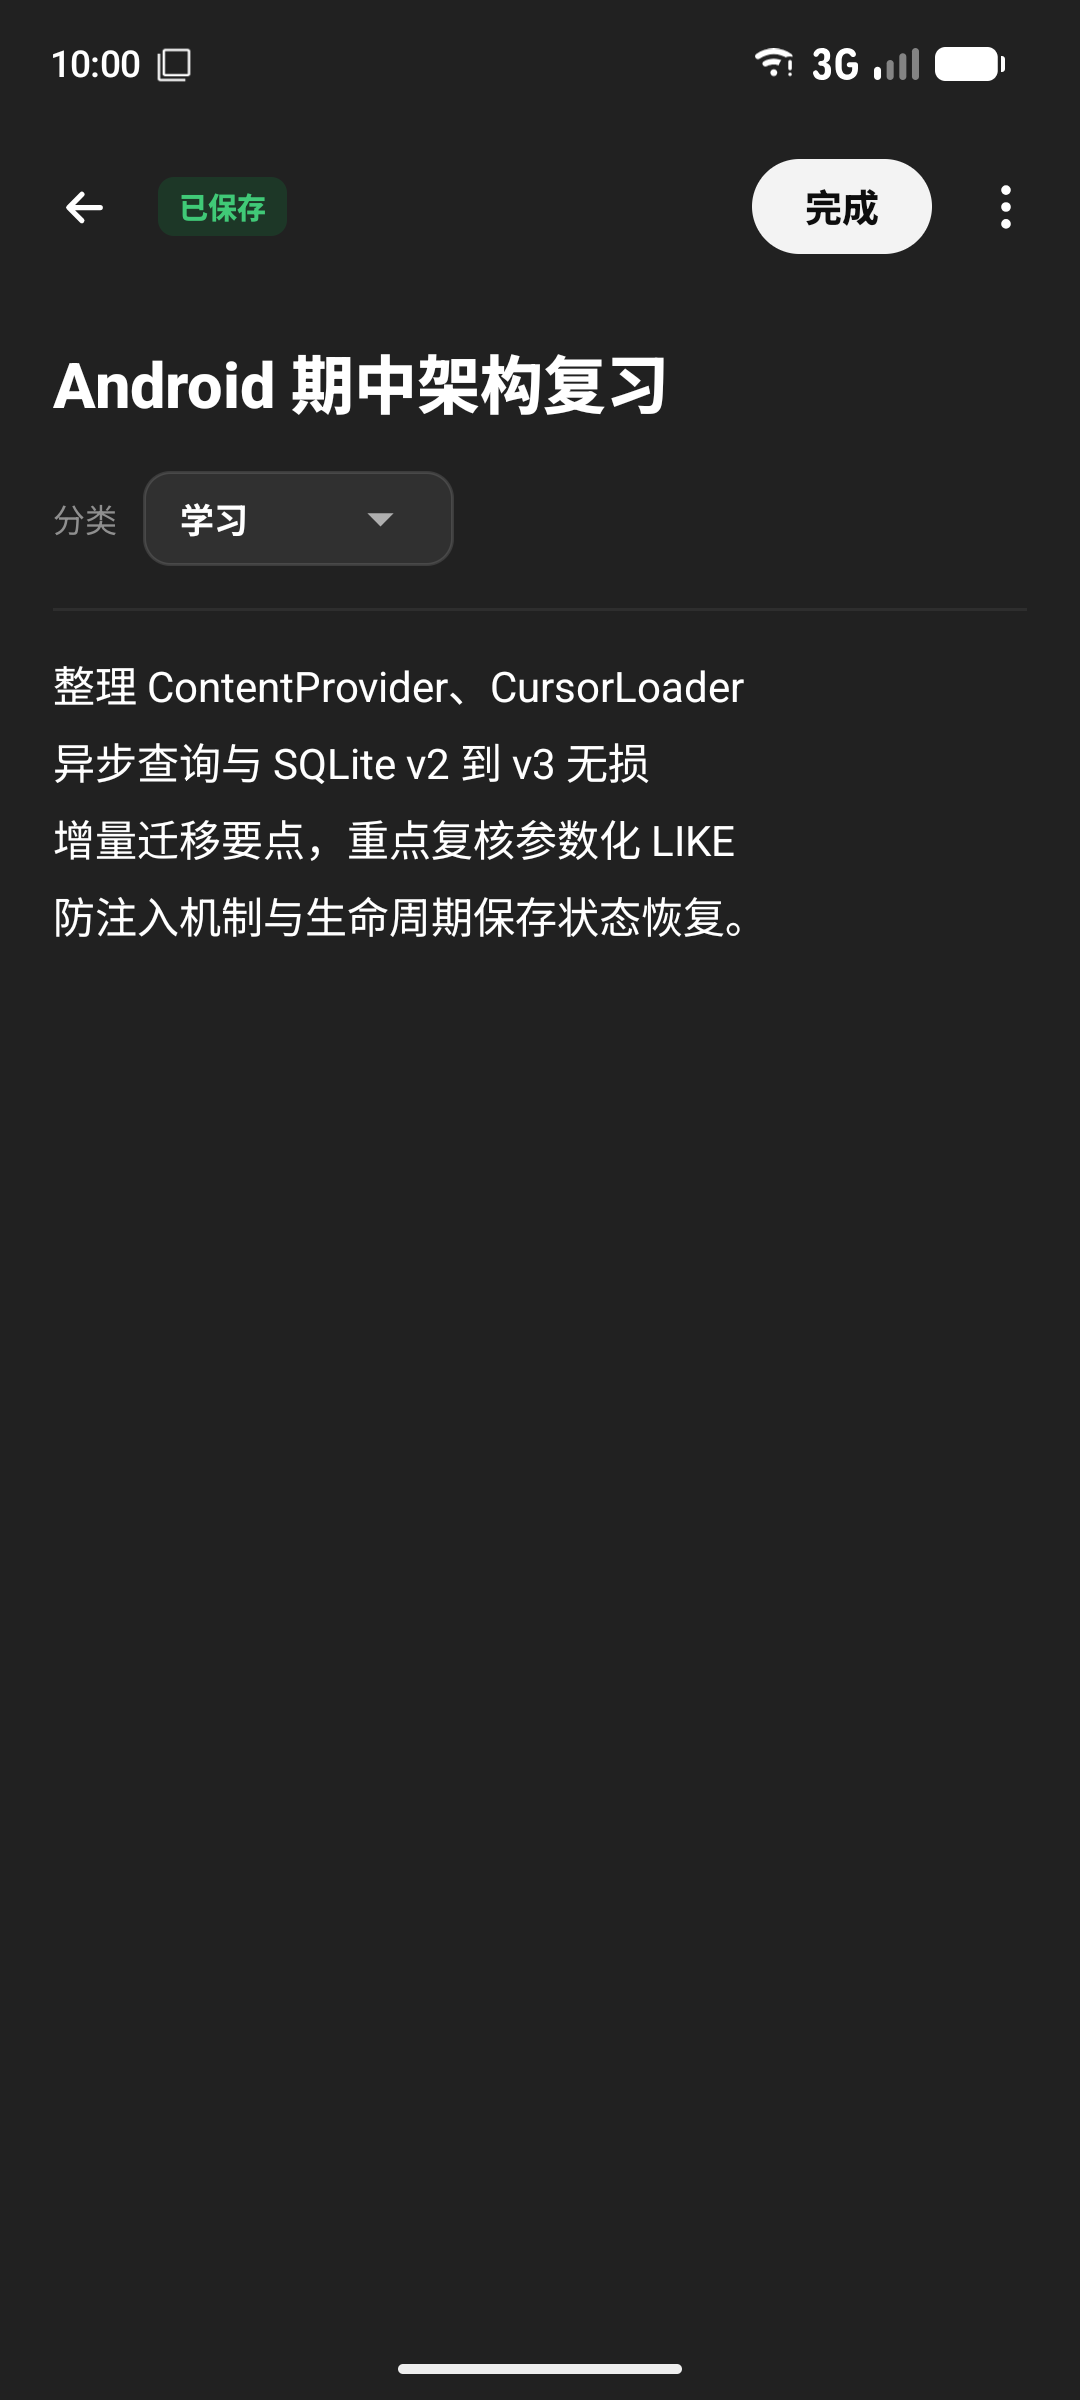 10:00 3G
已保存 完成
Android 期中架构复习
分类 学习
整理 ContentProvider、CursorLoader
异步查询与 SQLite v2 到 v3 无损
增量迁移要点，重点复核参数化 LIKE
防注入机制与生命周期保存状态恢复。